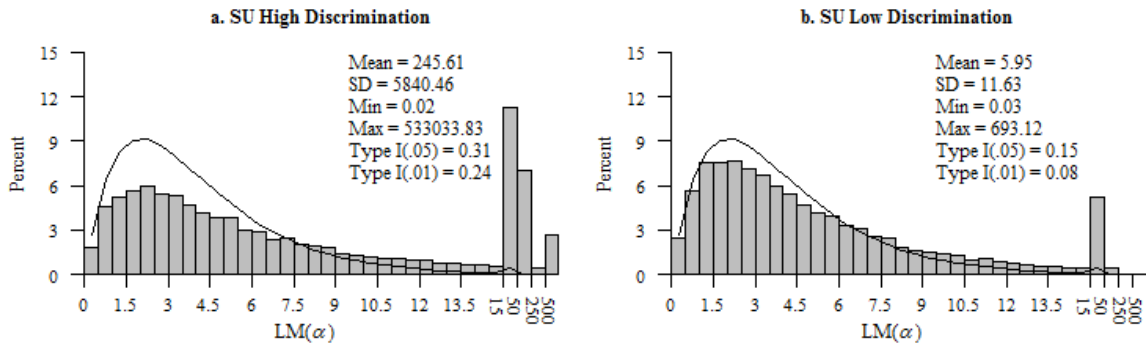 a. SU High Discrimination
Mean = 245.61
SD = 5840.46
Min = 0.02
Max = 533033.83
Type I(.05) = 0.31
Type I(.01) = 0.24
Percent
15
12
9
6
3
0
0 1.5 3 4.5 6 7.5 9 10.5 12 13.5 15 50 250 500
LM(α)
b. SU Low Discrimination
Mean = 5.95
SD = 11.63
Min = 0.03
Max = 693.12
Type I(.05) = 0.15
Type I(.01) = 0.08
Percent
15
12
9
6
3
0
0 1.5 3 4.5 6 7.5 9 10.5 12 13.5 15 50 250 500
LM(α)